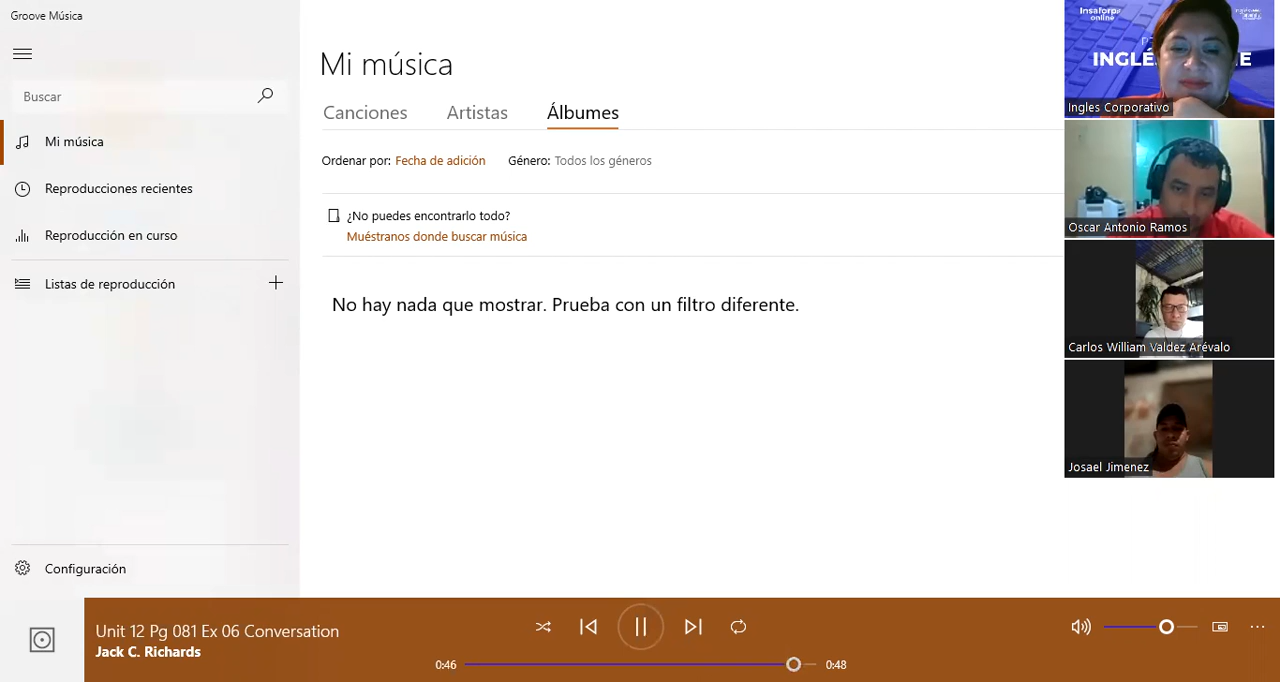 Groove Música
Buscar
Mi música
Reproducciones recientes
Reproducción en curso
Listas de reproducción
Configuración
Mi música
Canciones Artistas Álbumes
Ordenar por: Fecha de adición Género: Todos los géneros
¿No puedes encontrarlo todo?
Muéstranos donde buscar música
No hay nada que mostrar. Prueba con un filtro diferente.
Insaforp
online
INGLÉ
E
Ingles Corporativo
Oscar Antonio Ramos
Carlos William Valdez Arévalo
Josael Jimenez
Unit 12 Pg 081 Ex 06 Conversation
Jack C. Richards
0:46
0:48